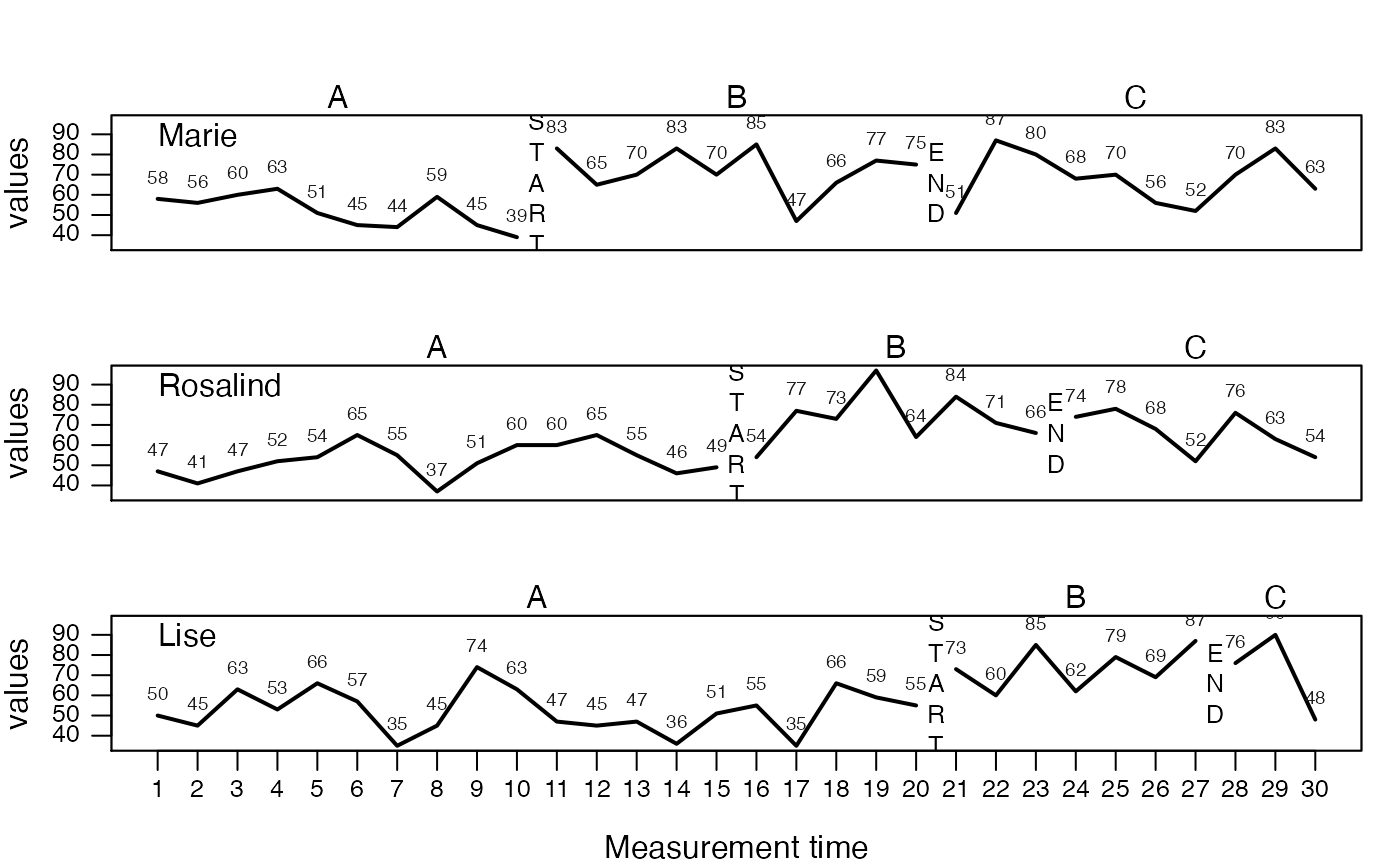 A B C
Marie
values
90
80
70
60
50
40
58 56 60 63 51 45 44 59 45 39
START
83 65 70 83 70 85 47 66 77 75
END
51 87 80 68 70 56 52 70 83 63
A B C
Rosalind
values
90
80
70
60
50
40
47 41 47 52 54 65 55 37 51 60 60 65 55 46 49
START
54 77 73 64 84 71 66
END
74 78 68 52 76 63 54
A B C
Lise
values
90
80
70
60
50
40
50 45 63 53 66 57 35 45 74 63 47 45 47 36 51 55 35 66 59 55
START
73 60 85 62 79 69 87
END
76 90 48
1 2 3 4 5 6 7 8 9 10 11 12 13 14 15 16 17 18 19 20 21 22 23 24 25 26 27 28 29 30
Measurement time